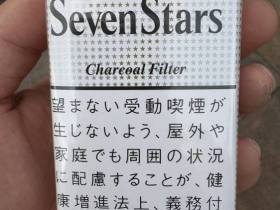 SevenStars
Charcoal Filter
望まない受動喫煙が
生じないよう、屋外や
家庭でも周囲の状況
に配慮することが、健
康増進法上、義務付